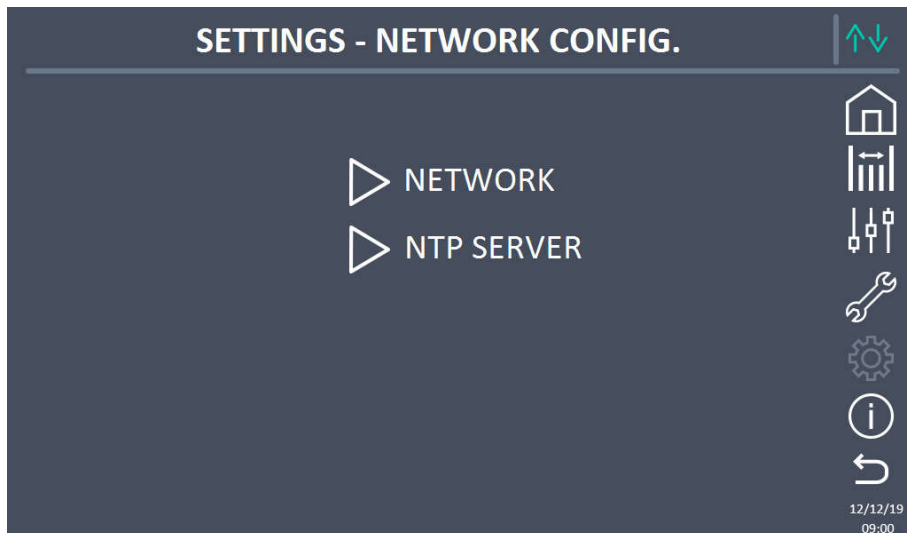 SETTINGS - NETWORK CONFIG.
NETWORK
NTP SERVER
12/12/19
09:00